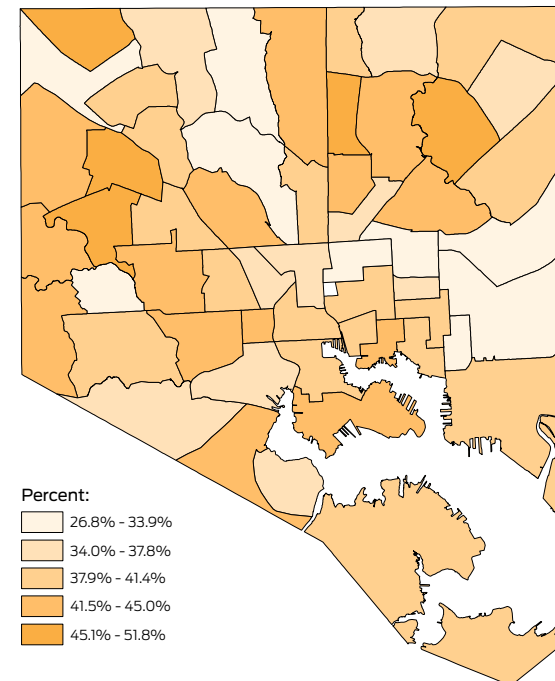 Percent:
26.8% - 33.9%
34.0% - 37.8%
37.9% - 41.4%
41.5% - 45.0%
45.1% - 51.8%